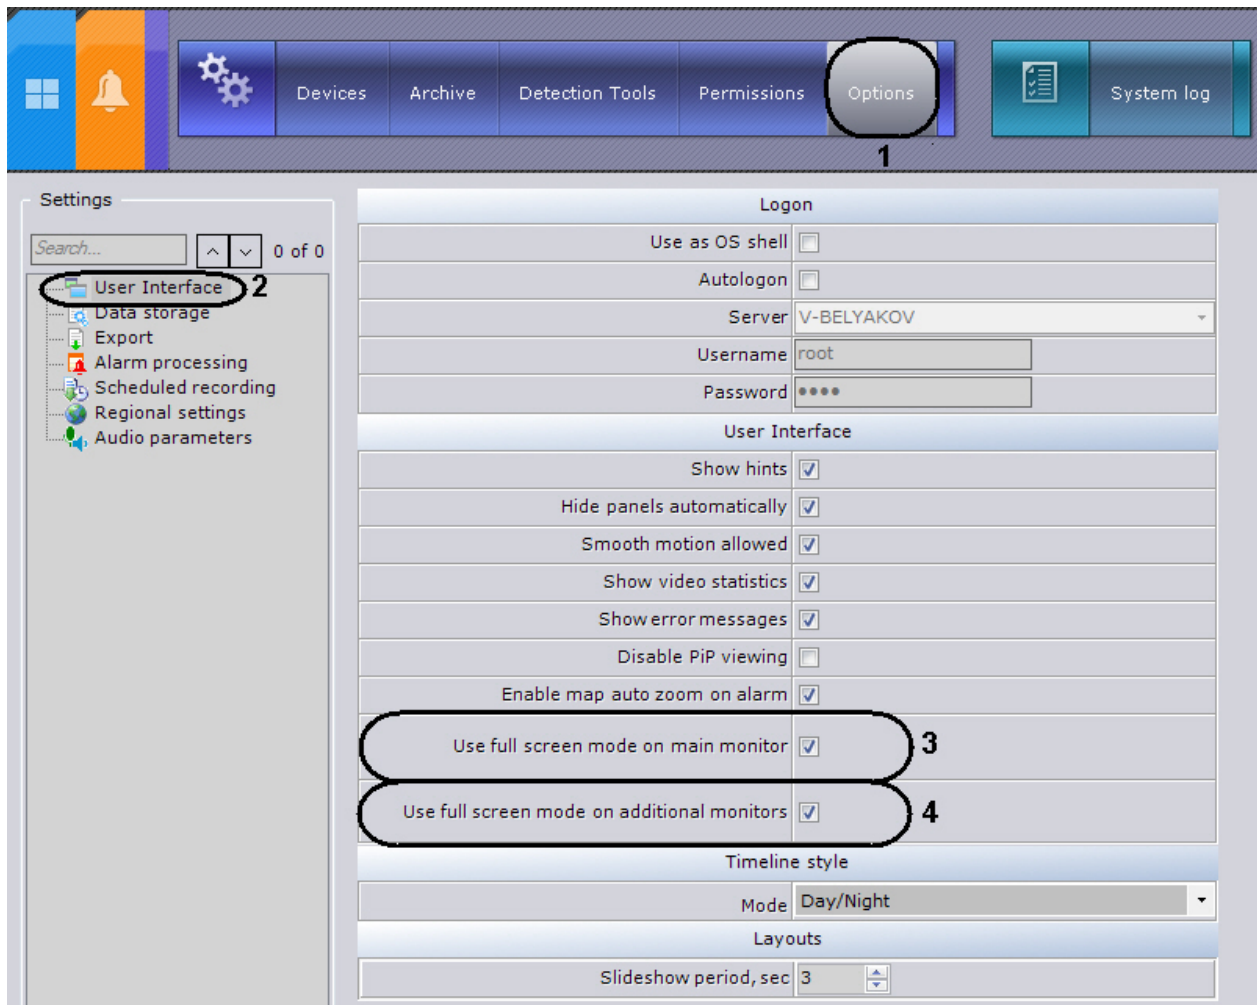 Devices Archive Detection Tools Permissions Options System log
1
Settings
Search... 0 of 0
User Interface 2
Data storage
Export
Alarm processing
Scheduled recording
Regional settings
Audio parameters
Logon
Use as OS shell
Autologon
Server V-BELYAKOV
Username root
Password ••••
User Interface
Show hints
Hide panels automatically
Smooth motion allowed
Show video statistics
Show error messages
Disable PiP viewing
Enable map auto zoom on alarm
Use full screen mode on main monitor 3
Use full screen mode on additional monitors 4
Timeline style
Mode Day/Night
Layouts
Slideshow period, sec 3